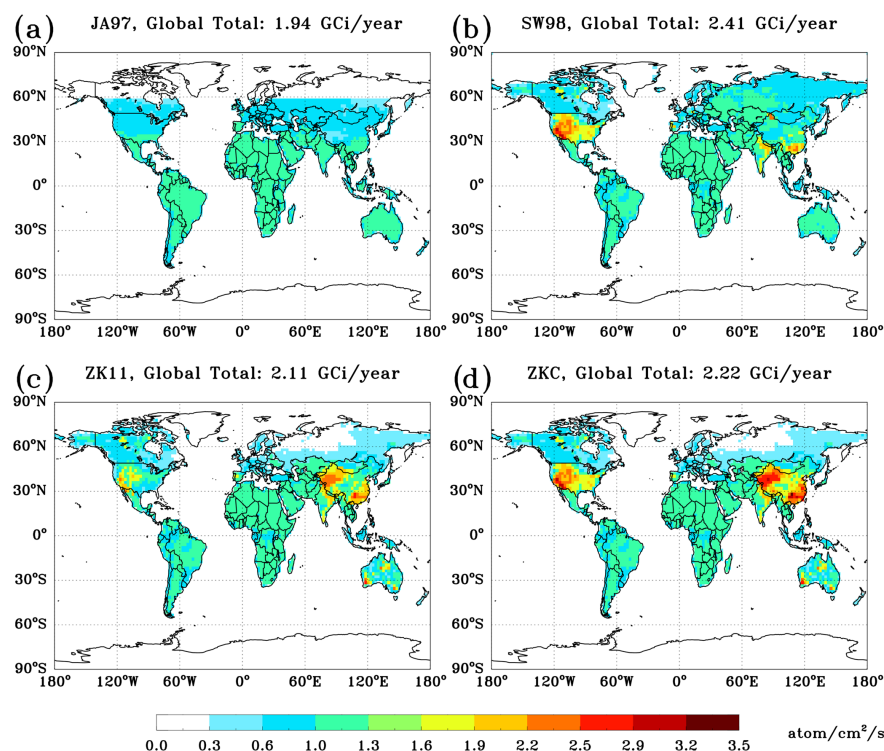 (a) JA97, Global Total: 1.94 GCi/year
90°N
60°N
30°N
0°
30°S
60°S
90°S
180° 120°W 60°W 0° 60°E 120°E 180°
(b) SW98, Global Total: 2.41 GCi/year
90°N
60°N
30°N
0°
30°S
60°S
90°S
180° 120°W 60°W 0° 60°E 120°E 180°
(c) ZK11, Global Total: 2.11 GCi/year
90°N
60°N
30°N
0°
30°S
60°S
90°S
180° 120°W 60°W 0° 60°E 120°E 180°
(d) ZKC, Global Total: 2.22 GCi/year
90°N
60°N
30°N
0°
30°S
60°S
90°S
180° 120°W 60°W 0° 60°E 120°E 180°
0.0 0.3 0.6 1.0 1.3 1.6 1.9 2.2 2.5 2.9 3.2 3.5 atom/cm²/s